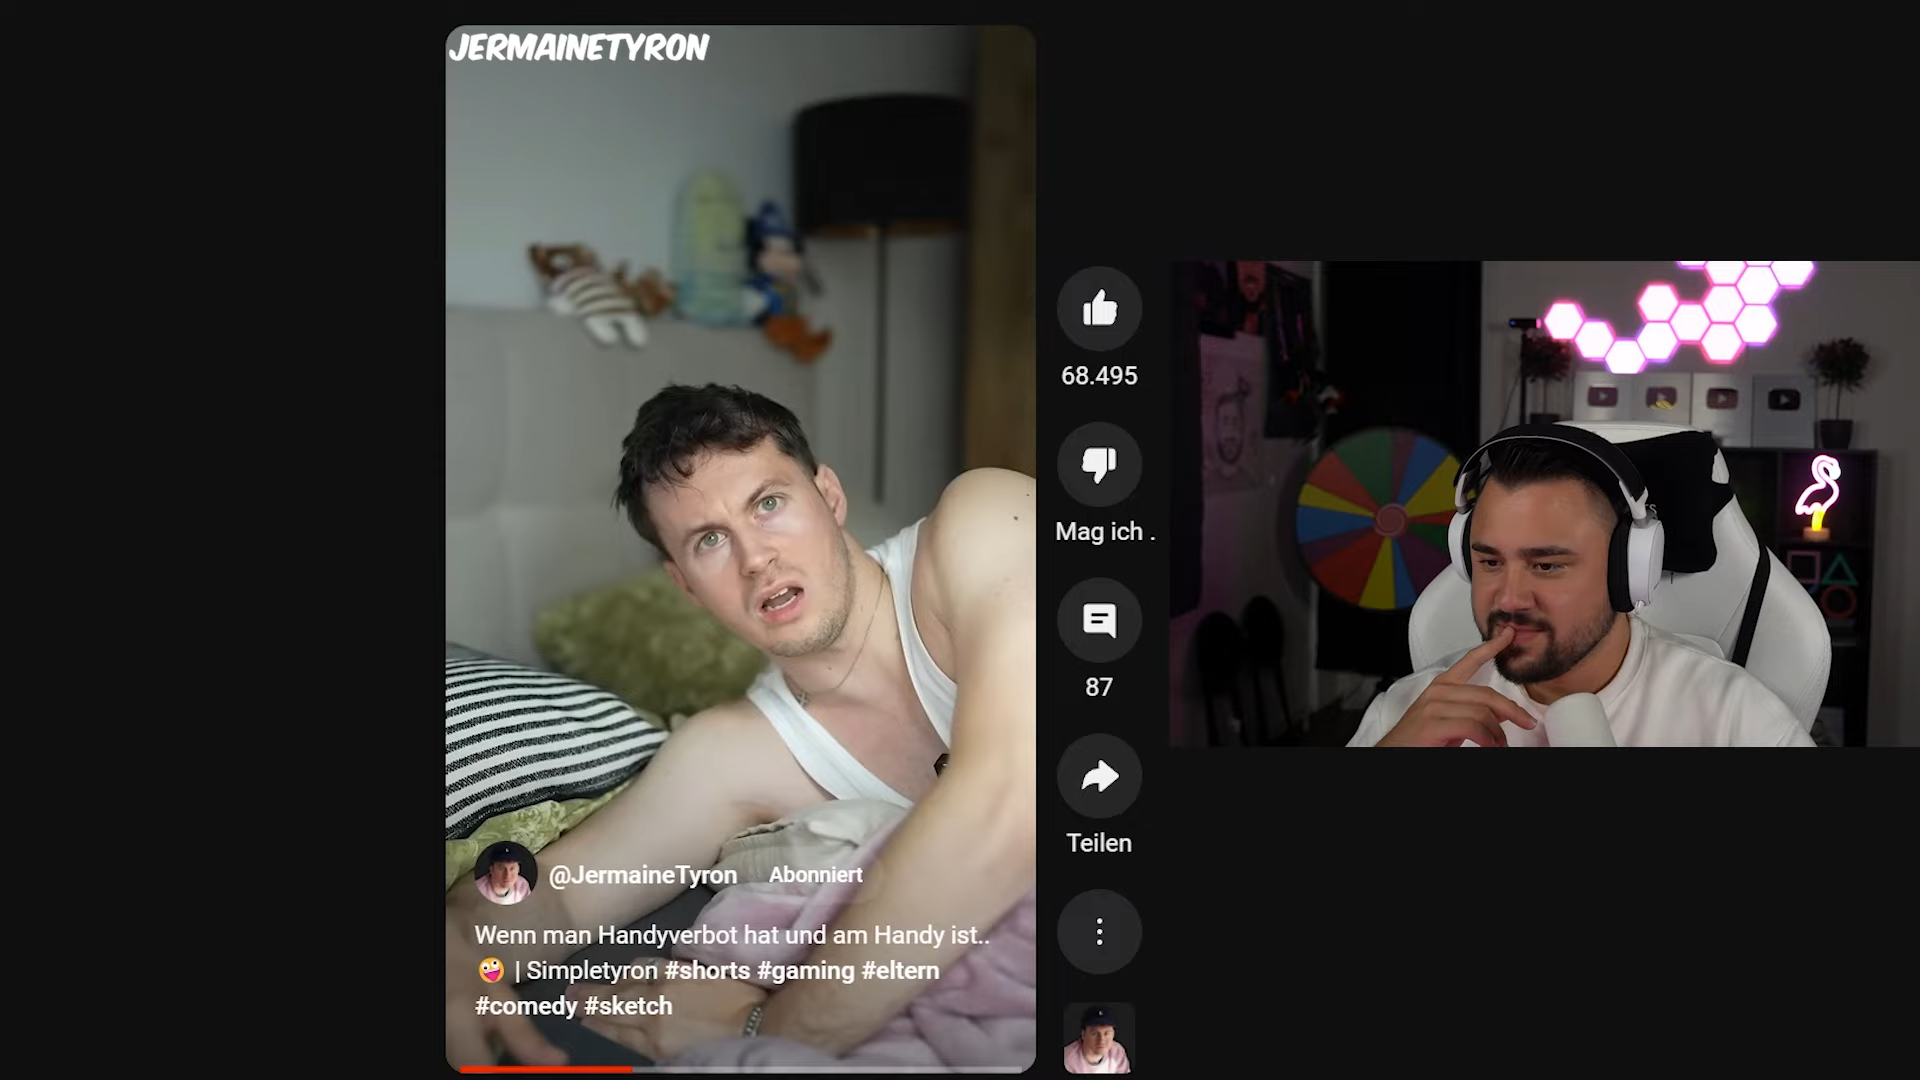 JERMAINETYRON
68.495
Mag ich .
87
Teilen
@JermaineTyron Abonniert
Wenn man Handyverbot hat und am Handy ist..
🤪 | Simpletyron #shorts #gaming #eltern
#comedy #sketch